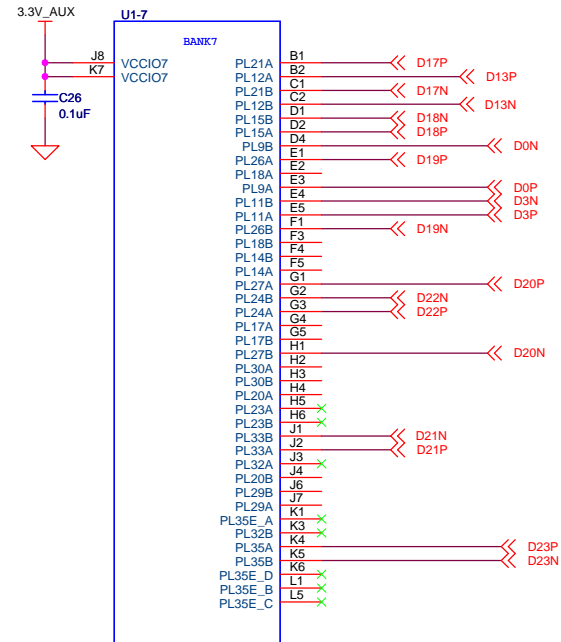 3.3V_AUX
U1-7
BANK7
J8 VCCIO7
K7 VCCIO7
C26
0.1uF
PL21A B1 D17P
PL12A B2 D13P
PL21B C1 D17N
PL12B C2 D13N
PL15B D1 D18N
PL15A D2 D18P
PL9B D4 D0N
PL26A E1 D19P
PL18A E2
PL9A E3 D0P
PL11B E4 D3N
PL11A E5 D3P
PL26B F1 D19N
PL18B F3
PL14B F4
PL14A F5
PL27A G1 D20P
PL24B G2 D22N
PL24A G3 D22P
PL17A G4
PL17B G5
PL27B H1 D20N
PL30A H2
PL30B H3
PL20A H4
PL23A H5
PL23B H6
PL33B J1 D21N
PL33A J2 D21P
PL32A J3
PL20B J4
PL29B J6
PL29A J7
PL35E_A K1
PL32B K3
PL35A K4 D23P
PL35B K5 D23N
PL35E_D K6
PL35E_B L1
PL35E_C L5